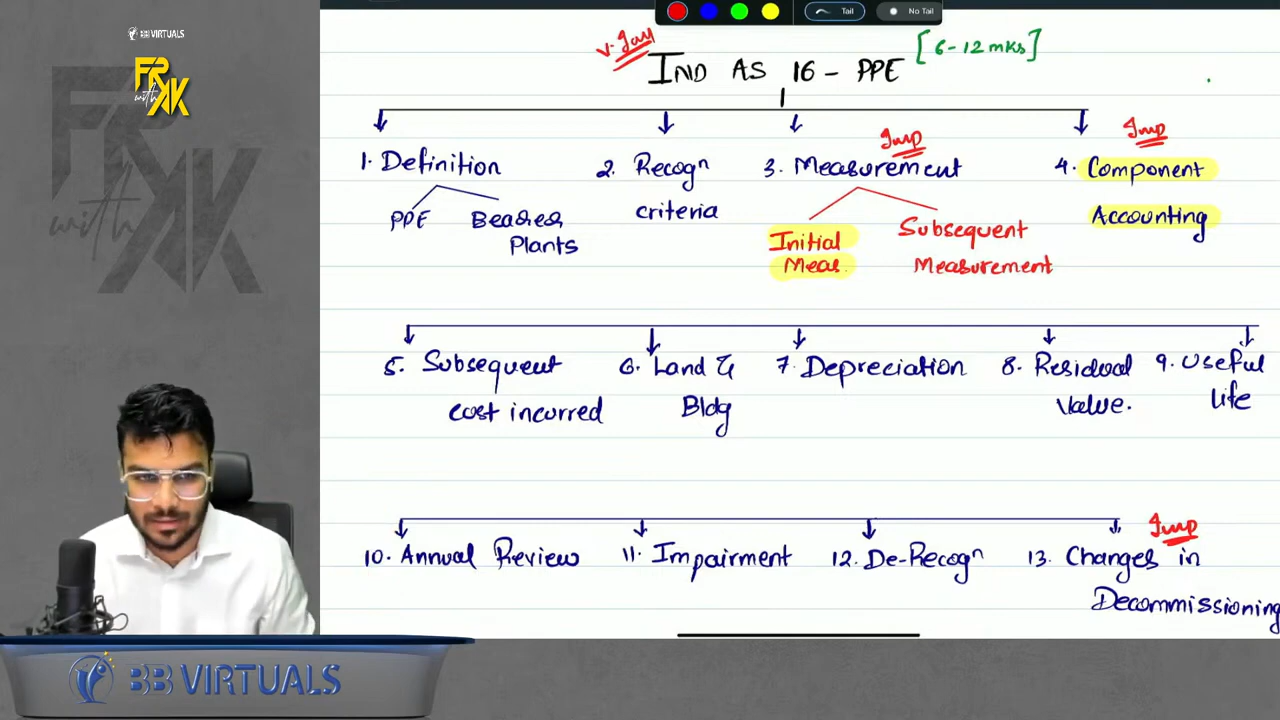 Tail
No Tail
BB VIRTUALS
FR
with
AK
FR
with
AK
V. Imp
IND AS 16 - PPE
[6-12 mks]
1. Definition
PPE
Bearer
Plants
2. Recogn
criteria
3. Measurement
Imp
Initial
Meas.
Subsequent
Measurement
Imp
4. Component
Accounting
5. Subsequent
cost incurred
6. Land &
Bldg
7. Depreciation
8. Residual
Value.
9. Useful
life
10. Annual Review
11. Impairment
12. De-Recogn
Imp
13. Changes in
Decommissioning
BB VIRTUALS